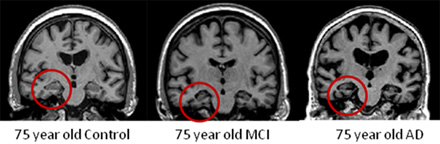 75 year old Control
75 year old MCI
75 year old AD